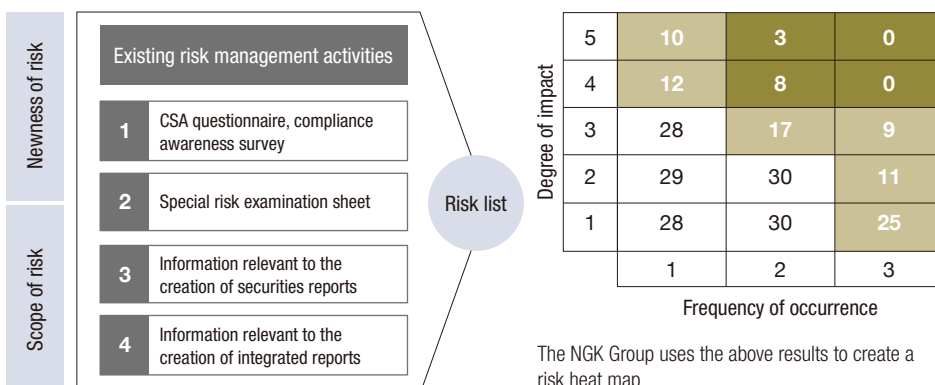 Newness of risk
Scope of risk
Existing risk management activities
1
CSA questionnaire, compliance
awareness survey
2
Special risk examination sheet
3
Information relevant to the
creation of securities reports
4
Information relevant to the
creation of integrated reports
Risk list
Degree of impact
5 10 3 0
4 12 8 0
3 28 17 9
2 29 30 11
1 28 30 25
1 2 3
Frequency of occurrence
The NGK Group uses the above results to create a
risk heat map